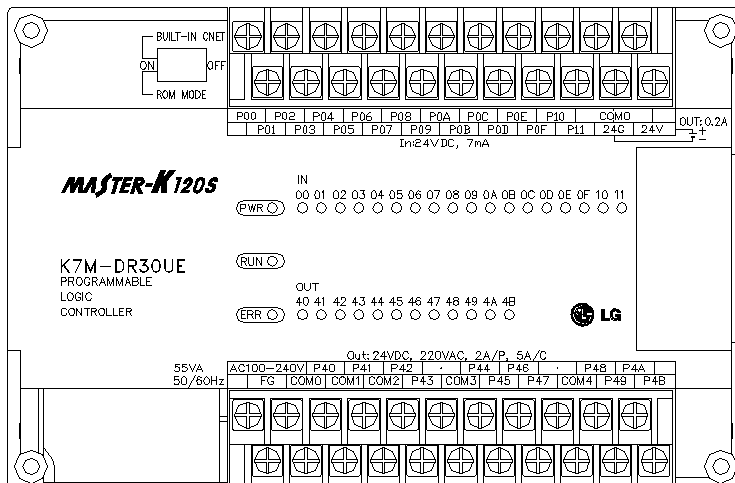 BUILT-IN CNET
ON OFF
ROM MODE
P00 P02 P04 P06 P08 P0A P0C P0E P10 COM0
P01 P03 P05 P07 P09 P0B P0D P0F P11 24G 24V
OUT: 0.2A
In:24VDC, 7mA
MASTER-K120S
IN
00 01 02 03 04 05 06 07 08 09 0A 0B 0C 0D 0E 0F 10 11
PWR
RUN
K7M-DR30UE
PROGRAMMABLE
LOGIC
CONTROLLER
OUT
40 41 42 43 44 45 46 47 48 49 4A 4B
ERR
LG
Out: 24VDC, 220VAC, 2A/P, 5A/C
55VA AC100-240V P40 P41 P42 · P44 P46 · P48 P4A
50/60Hz FG COM0 COM1 COM2 P43 COM3 P45 P47 COM4 P49 P4B